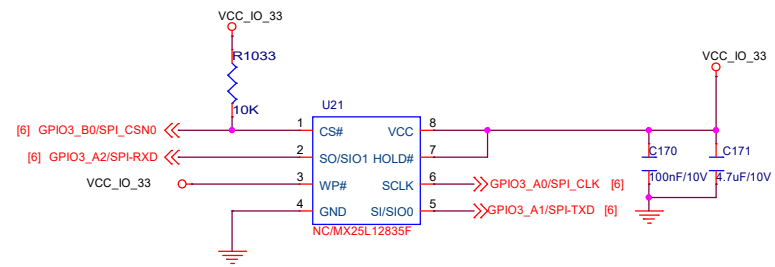 VCC_IO_33
R1033
10K
VCC_IO_33
U21
[6] GPIO3_B0/SPI_CSN0
1 CS# VCC 8
[6] GPIO3_A2/SPI-RXD
2 SO/SIO1 HOLD# 7
VCC_IO_33
3 WP# SCLK 6
GPIO3_A0/SPI_CLK [6]
4 GND SI/SIO0 5
GPIO3_A1/SPI-TXD [6]
NC/MX25L12835F
C170
100nF/10V
C171
4.7uF/10V